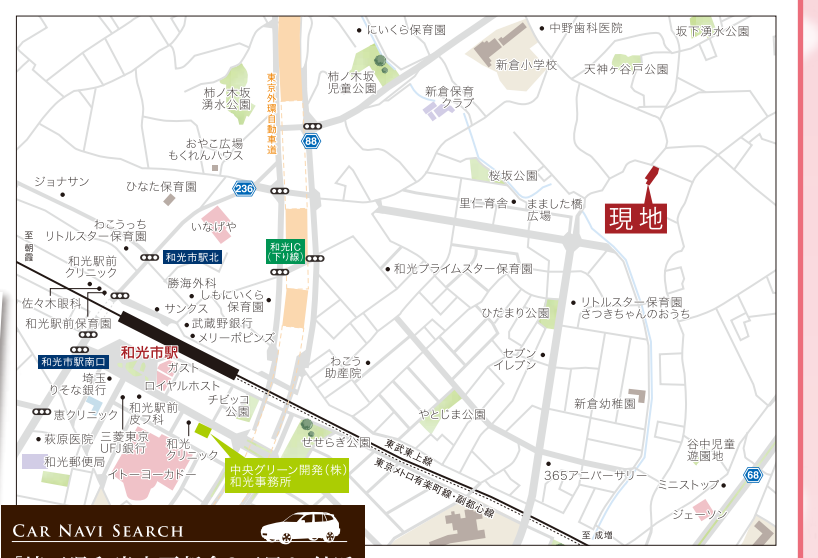 にいくら保育園
中野歯科医院
坂下湧水公園
東京外環自動車道
柿ノ木坂
児童公園
新倉小学校
天神ヶ谷戸公園
柿ノ木坂
湧水公園
新倉保育
クラブ
88
おやこ広場
もくれんハウス
桜坂公園
ジョナサン
ひなた保育園
236
里仁育舎
まました橋
広場
現地
いなげや
わこうっち
リトルスター保育園
至 朝霞
和光市駅北
和光IC
(下り線)
和光駅前
クリニック
和光プライムスター保育園
勝海外科
しもにいくら
保育園
佐々木眼科
サンクス
リトルスター保育園
さつきちゃんのおうち
ひだまり公園
和光駅前保育園
武蔵野銀行
メリーポピンズ
和光市駅
和光市駅南口
ガスト
わこう
助産院
セブン
イレブン
埼玉
りそな銀行
ロイヤルホスト
チビッコ
公園
新倉幼稚園
恵クリニック
和光駅前
皮フ科
やとじま公園
萩原医院
三菱東京
UFJ銀行
和光
クリニック
せせらぎ公園
東武東上線
東京メトロ有楽町線・副都心線
谷中児童
遊園地
和光郵便局
イトーヨーカドー
中央グリーン開発(株)
和光事務所
365アニバーサリー
68
ミニストップ
ジェーソン
至 成増
CAR NAVI SEARCH